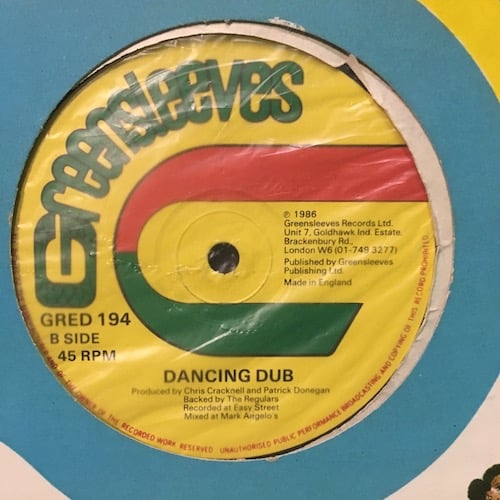 Greensleeves
℗ 1986
Greensleeves Records Ltd.
Unit 7, Goldhawk Ind. Estate.
Brackenbury Rd.,
London W6 (01-749 3277)
Published by Greensleeves
Publishing Ltd.
Made in England
GRED 194
B SIDE
45 RPM
DANCING DUB
Produced by Chris Cracknell and Patrick Donegan
Backed by The Regulars
Recorded at Easy Street
Mixed at Mark Angelo's
OWNER OF THE RECORDED WORK RESERVED UNAUTHORISED PUBLIC PERFORMANCE BROADCASTING AND COPYING OF THIS RECORD PROHIBITED